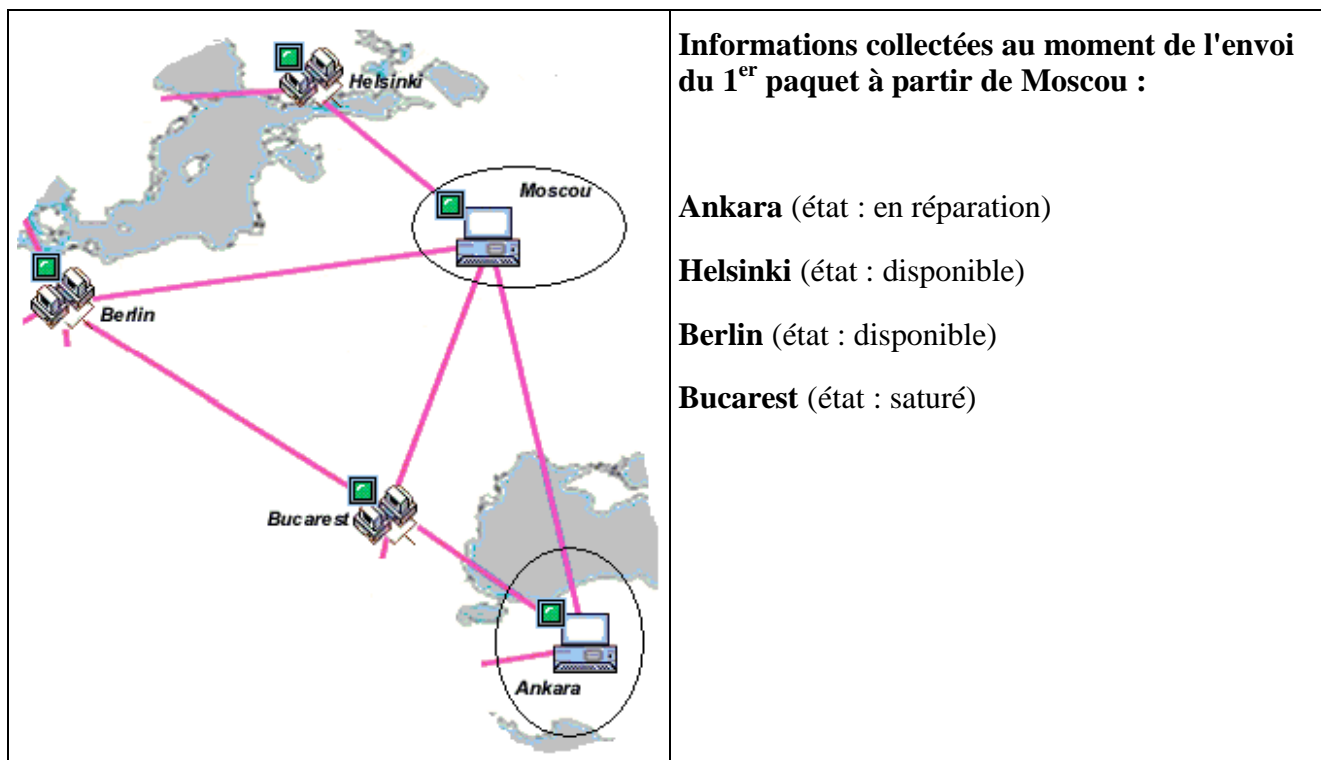 Helsinki
Moscou
Berlin
Bucarest
Ankara
Informations collectées au moment de l'envoi
du 1er paquet à partir de Moscou :
Ankara (état : en réparation)
Helsinki (état : disponible)
Berlin (état : disponible)
Bucarest (état : saturé)